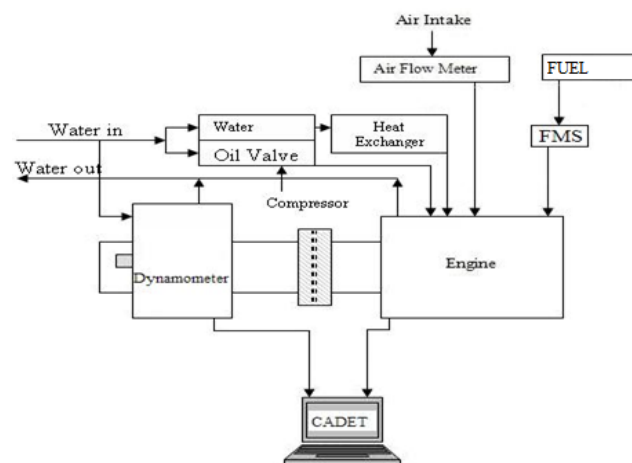 Air Intake
Air Flow Meter
FUEL
FMS
Water in
Water
Heat
Exchanger
Oil Valve
Water out
Compressor
Engine
Dynamometer
CADET